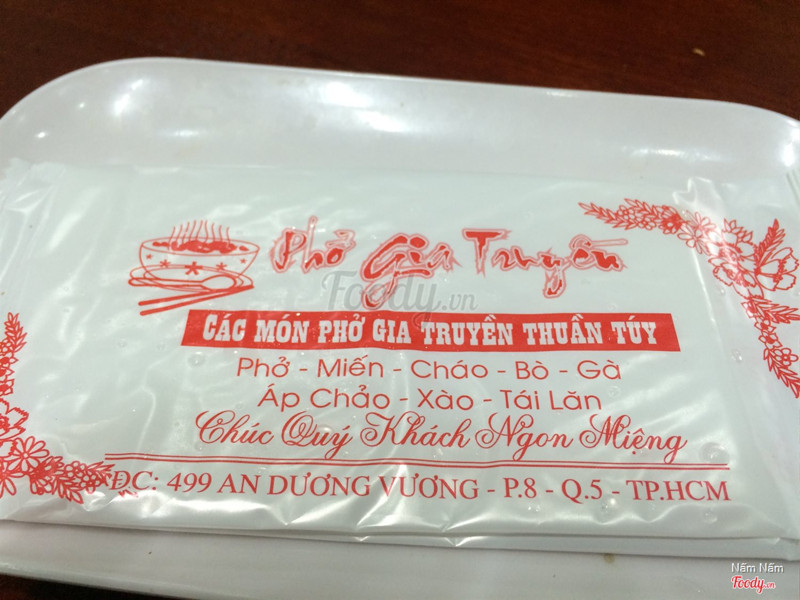 Phở Gia Truyền
Foody.vn
CÁC MÓN PHỞ GIA TRUYỀN THUẦN TÚY
Phở - Miến - Cháo - Bò - Gà
Áp Chảo - Xào - Tái Lăn
Chúc Quý Khách Ngon Miệng
ĐC: 499 AN DƯƠNG VƯƠNG - P.8 - Q.5 - TP.HCM
Năm Năm
Foody.vn